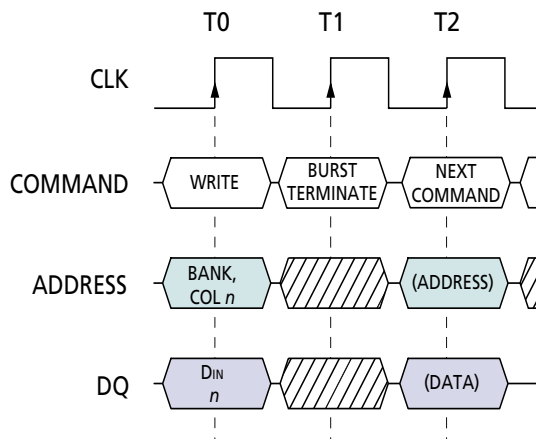 T0 T1 T2
CLK
COMMAND
WRITE
BURST
TERMINATE
NEXT
COMMAND
ADDRESS
BANK,
COL n
(ADDRESS)
DQ
DIN
n
(DATA)